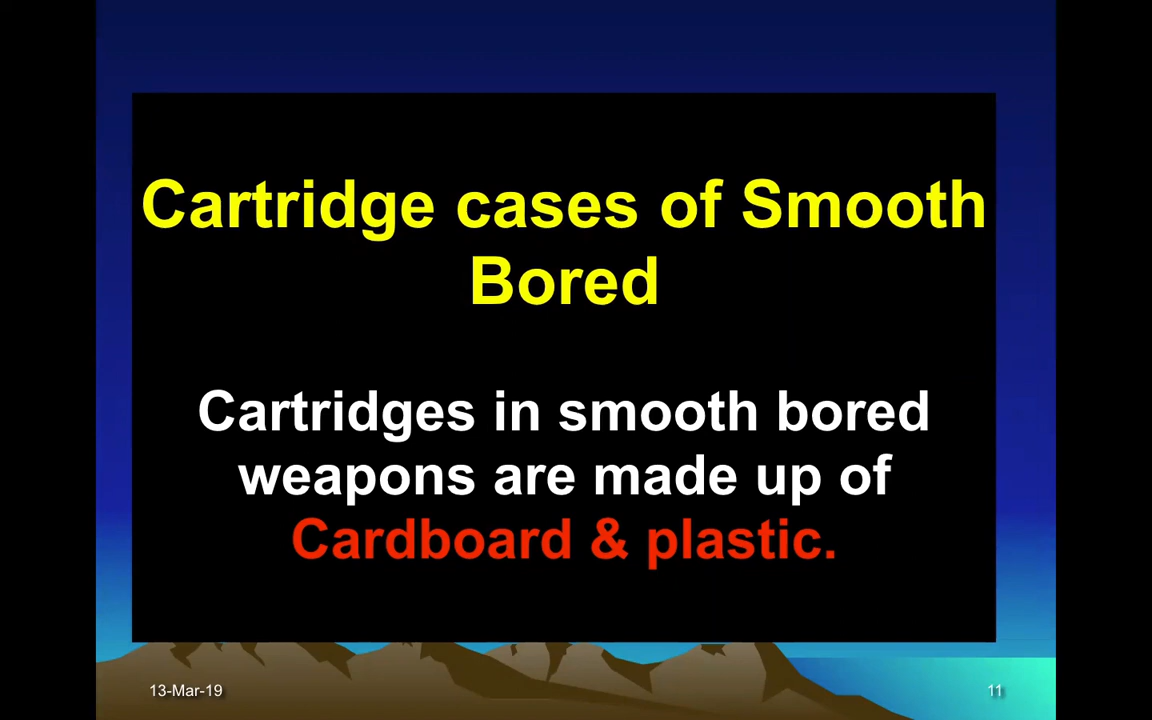 Cartridge cases of Smooth
Bored
Cartridges in smooth bored
weapons are made up of
Cardboard & plastic.
13-Mar-19
11